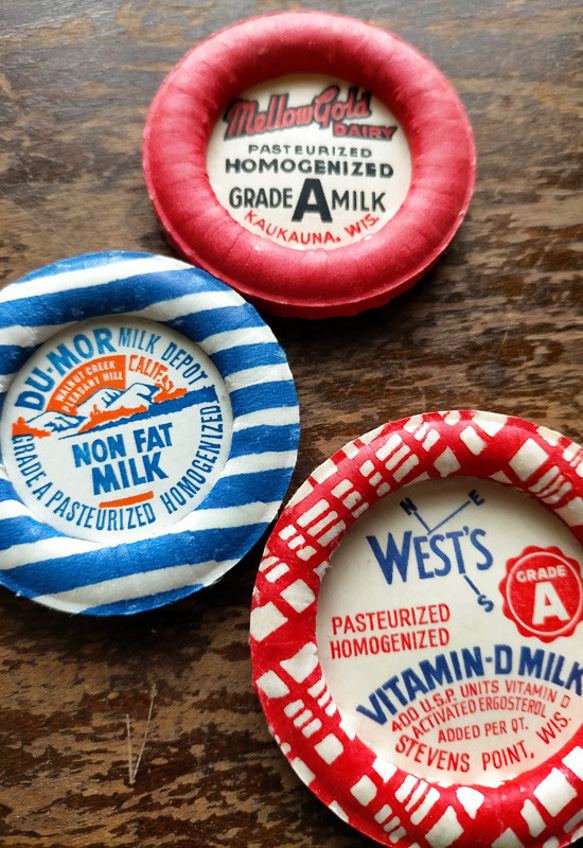 Mellow Gold
DAIRY
PASTEURIZED
HOMOGENIZED
GRADE A MILK
KAUKAUNA, WIS.
DU-MOR MILK DEPOT
WALNUT CREEK
PLEASANT HILL
CALIF.
NON FAT
MILK
GRADE A PASTEURIZED HOMOGENIZED
N E
WEST'S
S
GRADE
A
PASTEURIZED
HOMOGENIZED
VITAMIN-D MILK
400 U.S.P. UNITS VITAMIN D
ACTIVATED ERGOSTEROL
ADDED PER QT.
STEVENS POINT, WIS.